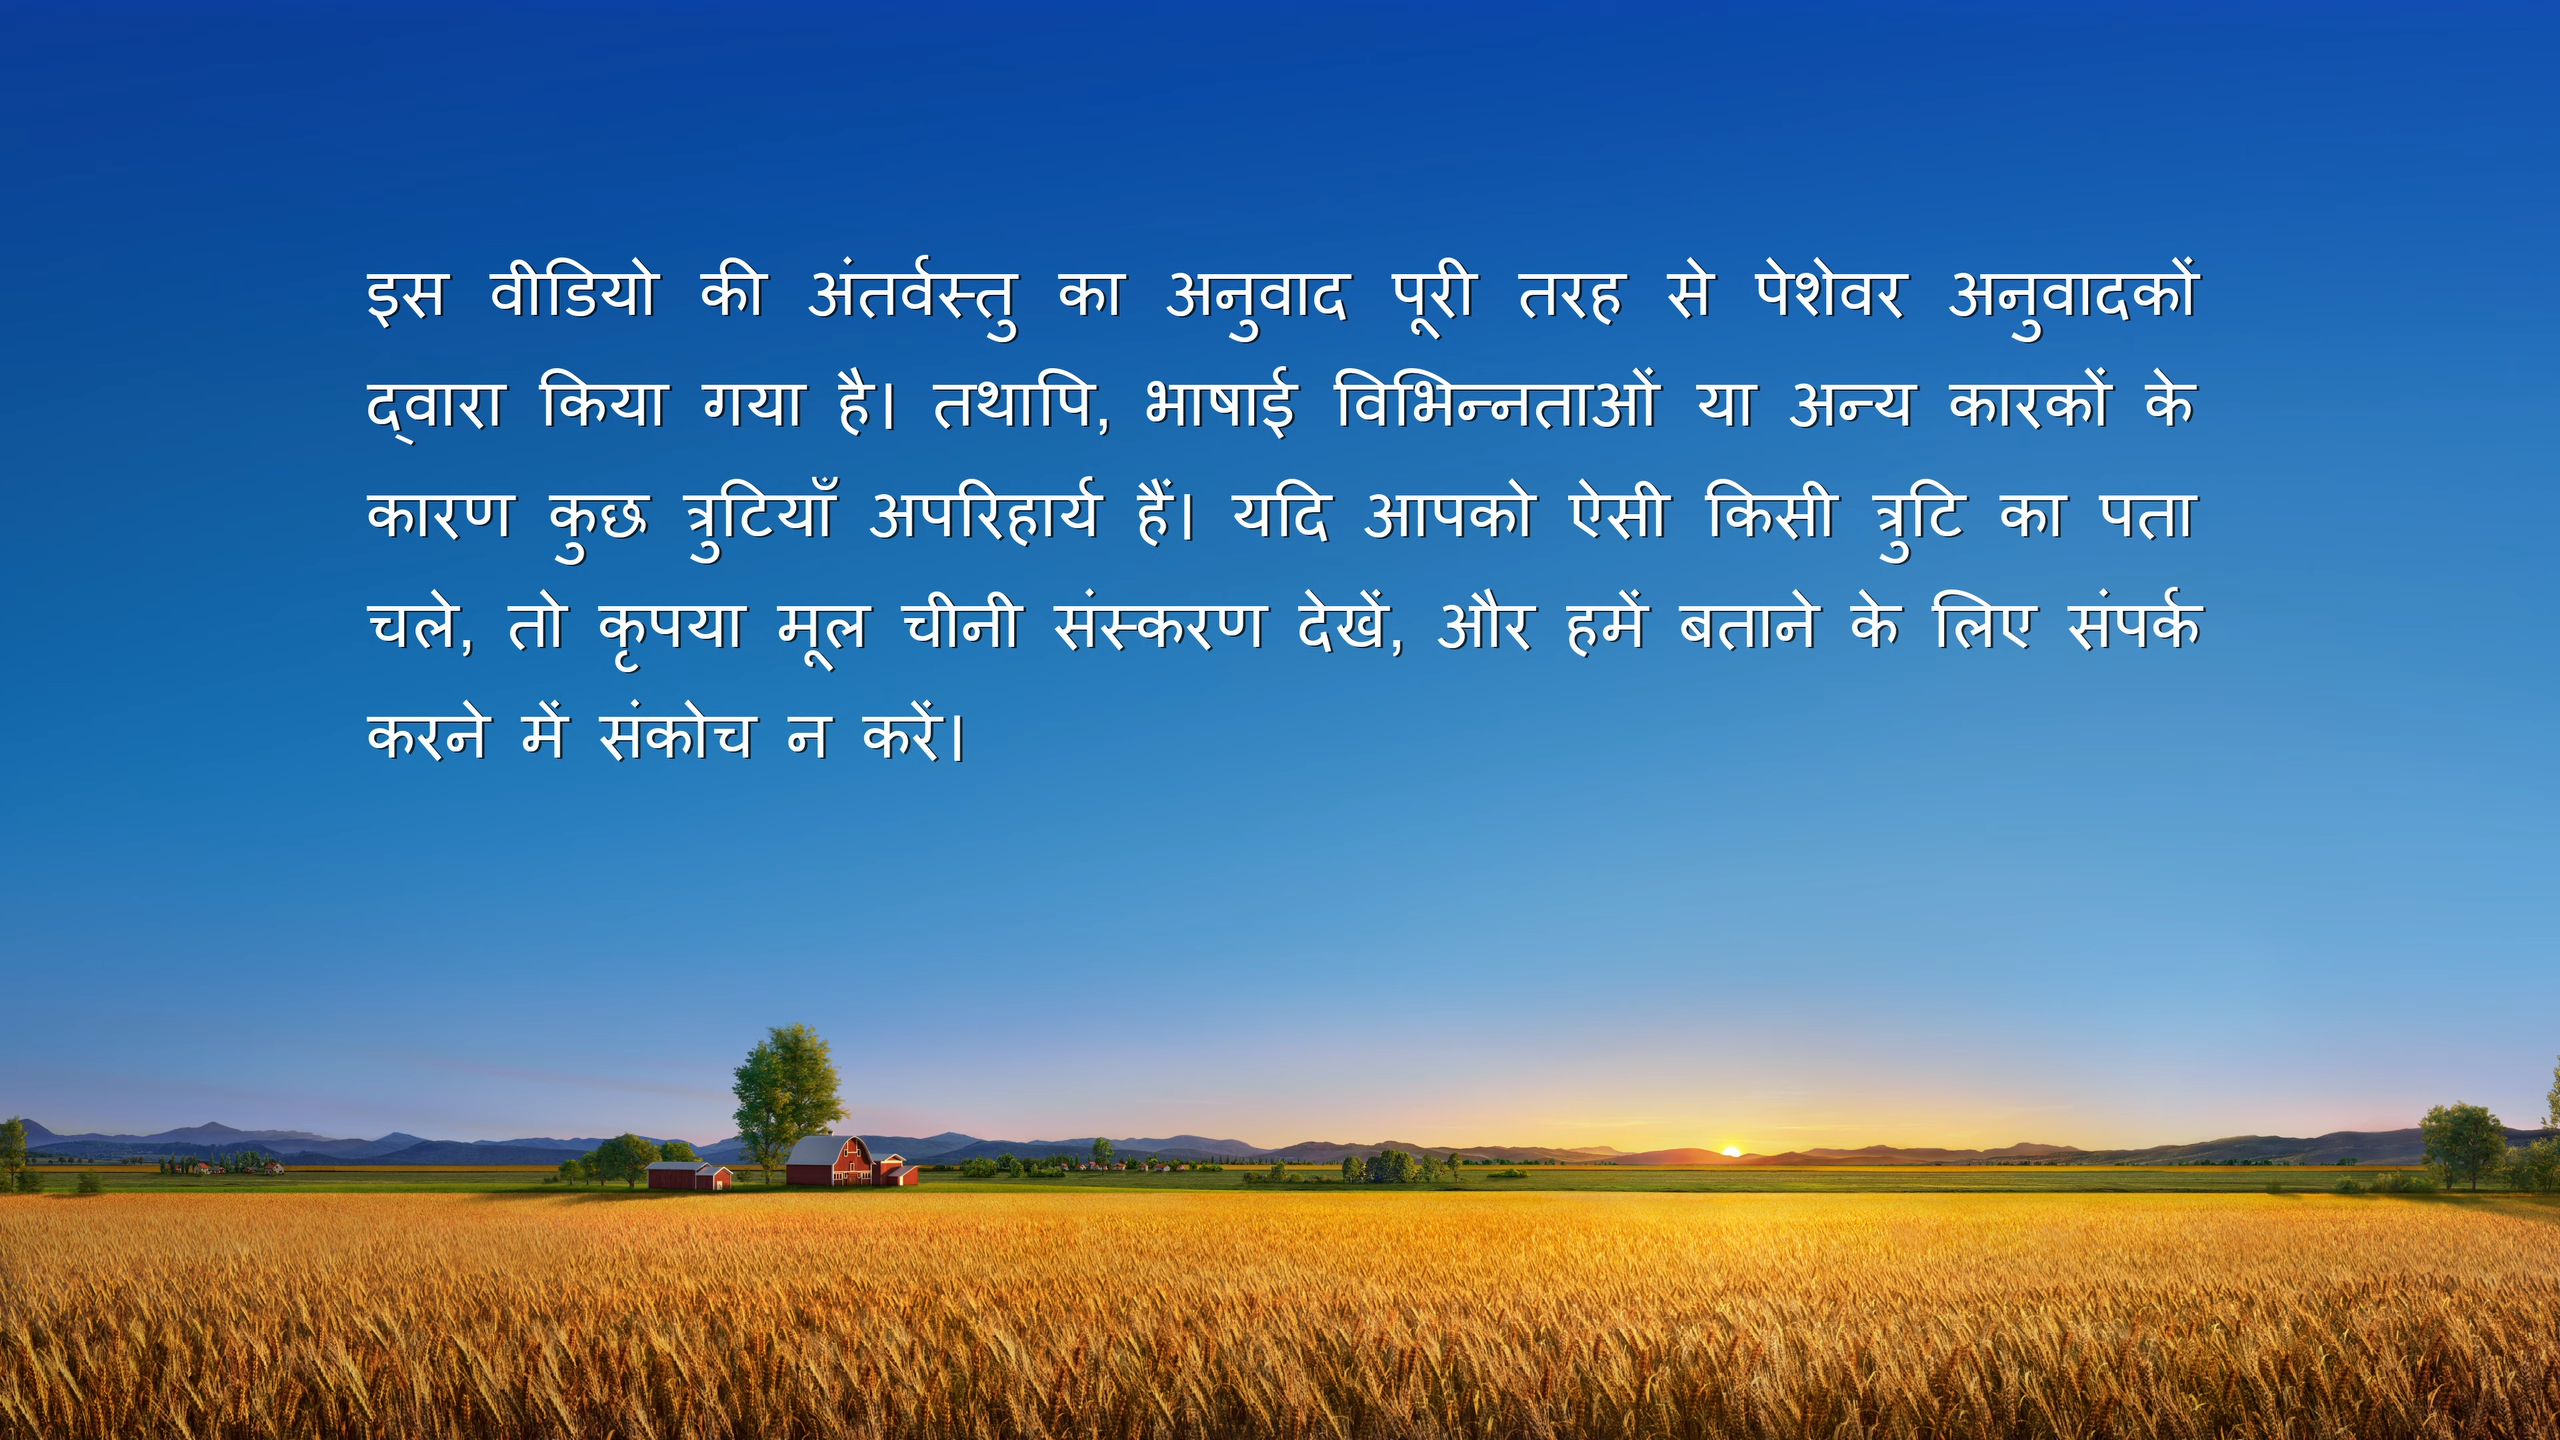 इस वीडियो की अंतर्वस्तु का अनुवाद पूरी तरह से पेशेवर अनुवादकों
द्वारा किया गया है। तथापि, भाषाई विभिन्नताओं या अन्य कारकों के
कारण कुछ त्रुटियाँ अपरिहार्य हैं। यदि आपको ऐसी किसी त्रुटि का पता
चले, तो कृपया मूल चीनी संस्करण देखें, और हमें बताने के लिए संपर्क
करने में संकोच न करें।